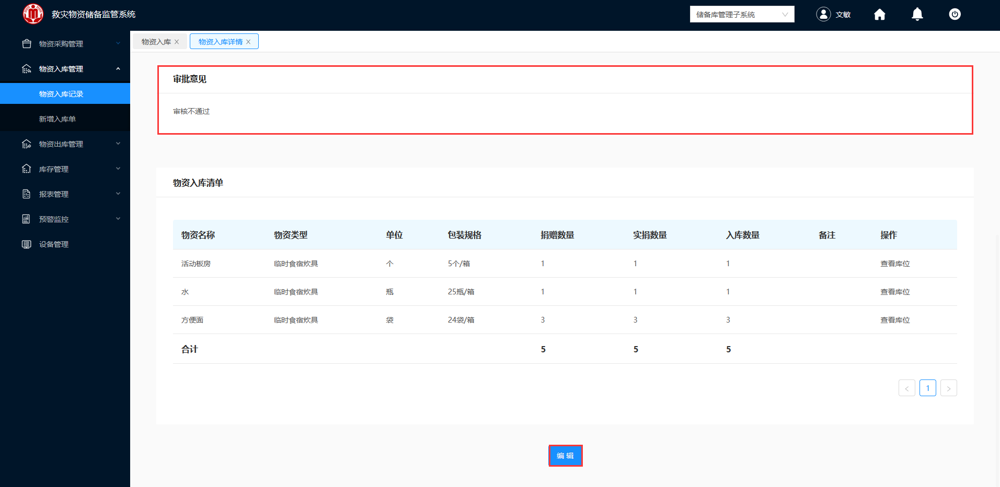 救灾物资储备监管系统
储备库管理子系统
文敏
物资采购管理
物资入库管理
物资入库记录
新增入库单
物资出库管理
库存管理
报表管理
预警监控
设备管理
物资入库
物资入库详情
审批意见
审核不通过
物资入库清单
物资名称 物资类型 单位 包装规格 捐赠数量 实捐数量 入库数量 备注 操作
活动板房 临时食宿炊具 个 5个/箱 1 1 1 查看库位
水 临时食宿炊具 瓶 25瓶/箱 1 1 1 查看库位
方便面 临时食宿炊具 袋 24袋/箱 3 3 3 查看库位
合计 5 5 5
< 1 >
编 辑